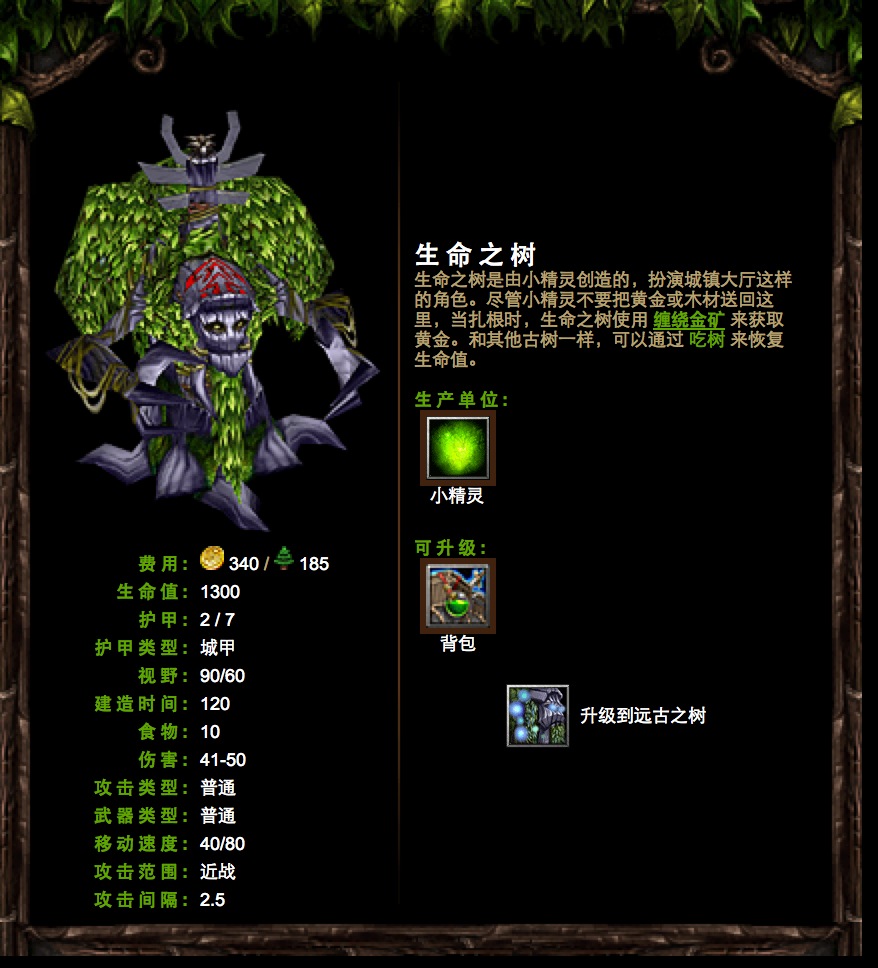 生命之树
生命之树是由小精灵创造的，扮演城镇大厅这样
的角色。尽管小精灵不要把黄金或木材送回这
里，当扎根时，生命之树使用 缠绕金矿 来获取
黄金。和其他古树一样，可以通过 吃树 来恢复
生命值。
生产单位：
小精灵
可升级：
背包
升级到远古之树
费用： 340 / 185
生命值： 1300
护甲： 2 / 7
护甲类型： 城甲
视野： 90/60
建造时间： 120
食物： 10
伤害： 41-50
攻击类型： 普通
武器类型： 普通
移动速度： 40/80
攻击范围： 近战
攻击间隔： 2.5